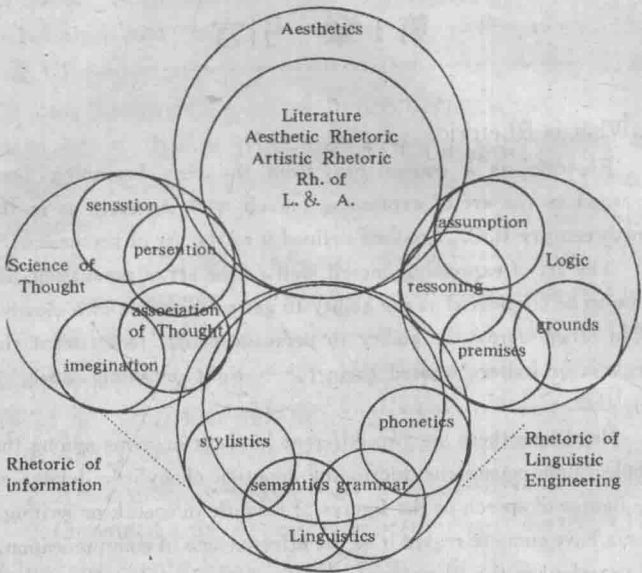 Aesthetics
Literature
Aesthetic Rhetoric
Artistic Rhetoric
Rh. of
L. & A.
sensstion
persention
Science of
Thought
association
of Thought
imegination
assumption
Logic
ressoning
grounds
premises
phonetics
stylistics
semantics grammar
Linguistics
Rhetoric of
information
Rhetoric of
Linguistic
Engineering